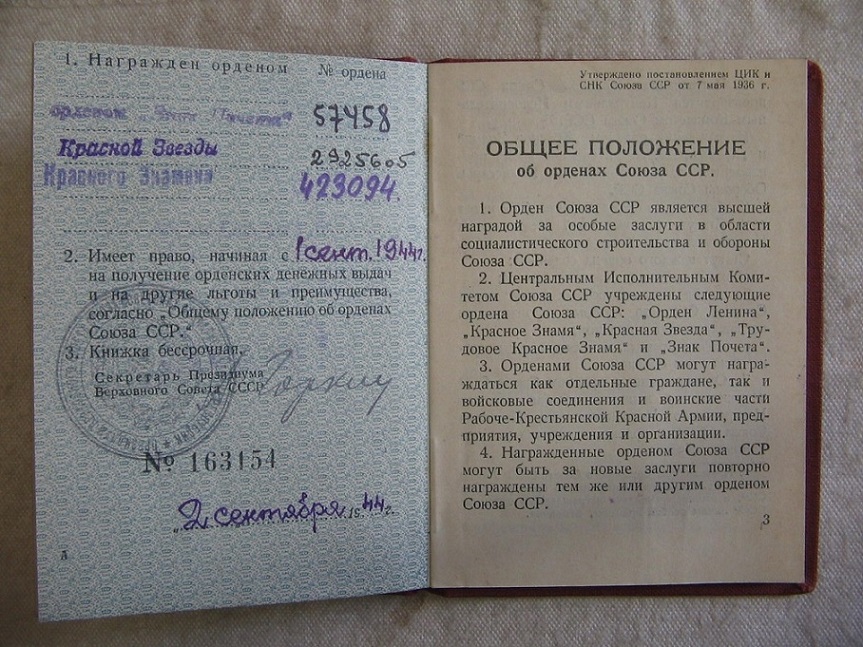 1. Награжден орденом № ордена
орденом „Знак Почета“ 57458
Красной Звезды 2925605
Красного Знамени 423094.
2. Имеет право, начиная с 1 сент. 1944г.
на получение орденских денежных выдач
и на другие льготы и преимущества,
согласно „Общему положению об орденах
Союза ССР.“
3. Книжка бессрочная.
Секретарь Президиума
Верховного Совета СССР
Горкин
№ 163154
„2 сентября 1944г.
Утверждено постановлением ЦИК и
СНК Союза ССР от 7 мая 1936 г.
ОБЩЕЕ ПОЛОЖЕНИЕ
об орденах Союза ССР.
1. Орден Союза ССР является высшей
наградой за особые заслуги в области
социалистического строительства и обороны
Союза ССР.
2. Центральным Исполнительным Коми-
тетом Союза ССР учреждены следующие
ордена Союза ССР: „Орден Ленина“,
„Красное Знамя“, „Красная Звезда“, „Тру-
довое Красное Знамя“ и „Знак Почета“.
3. Орденами Союза ССР могут награ-
ждаться как отдельные граждане, так и
войсковые соединения и воинские части
Рабоче-Крестьянской Красной Армии, пред-
приятия, учреждения и организации.
4. Награжденные орденом Союза ССР
могут быть за новые заслуги повторно
награждены тем же или другим орденом
Союза ССР.
3